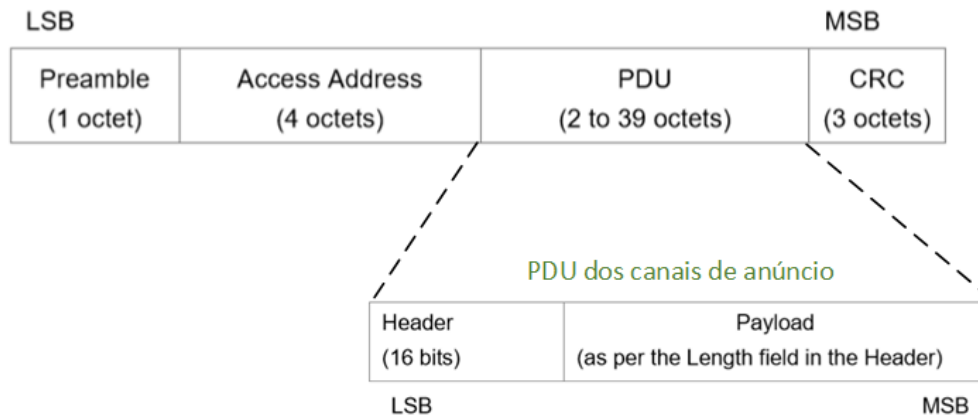 LSB MSB
Preamble Access Address PDU CRC
(1 octet) (4 octets) (2 to 39 octets) (3 octets)
PDU dos canais de anúncio
Header Payload
(16 bits) (as per the Length field in the Header)
LSB MSB